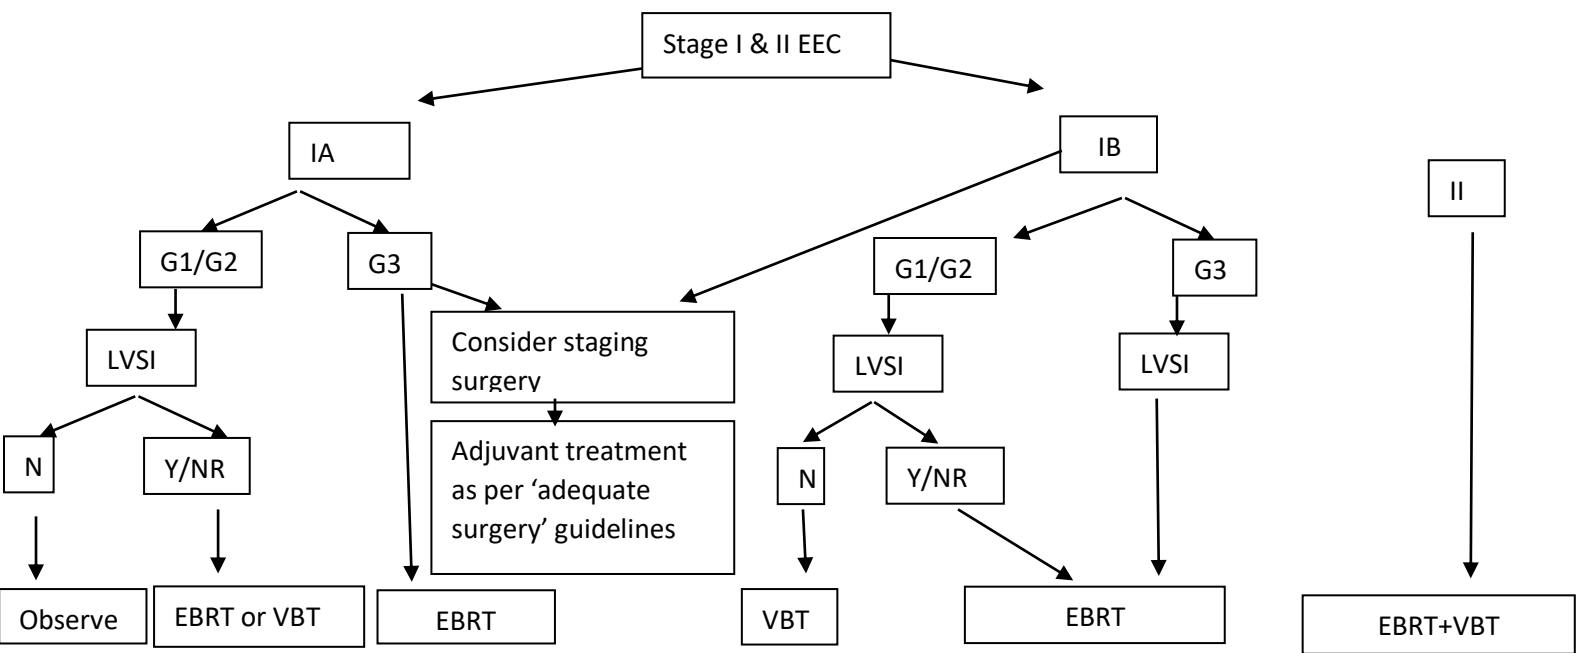 Stage I & II EEC
IA
IB
II
G1/G2
G3
G1/G2
G3
LVSI
Consider staging
surgery
LVSI
LVSI
N
Y/NR
Adjuvant treatment
as per ‘adequate
surgery’ guidelines
N
Y/NR
Observe
EBRT or VBT
EBRT
VBT
EBRT
EBRT+VBT